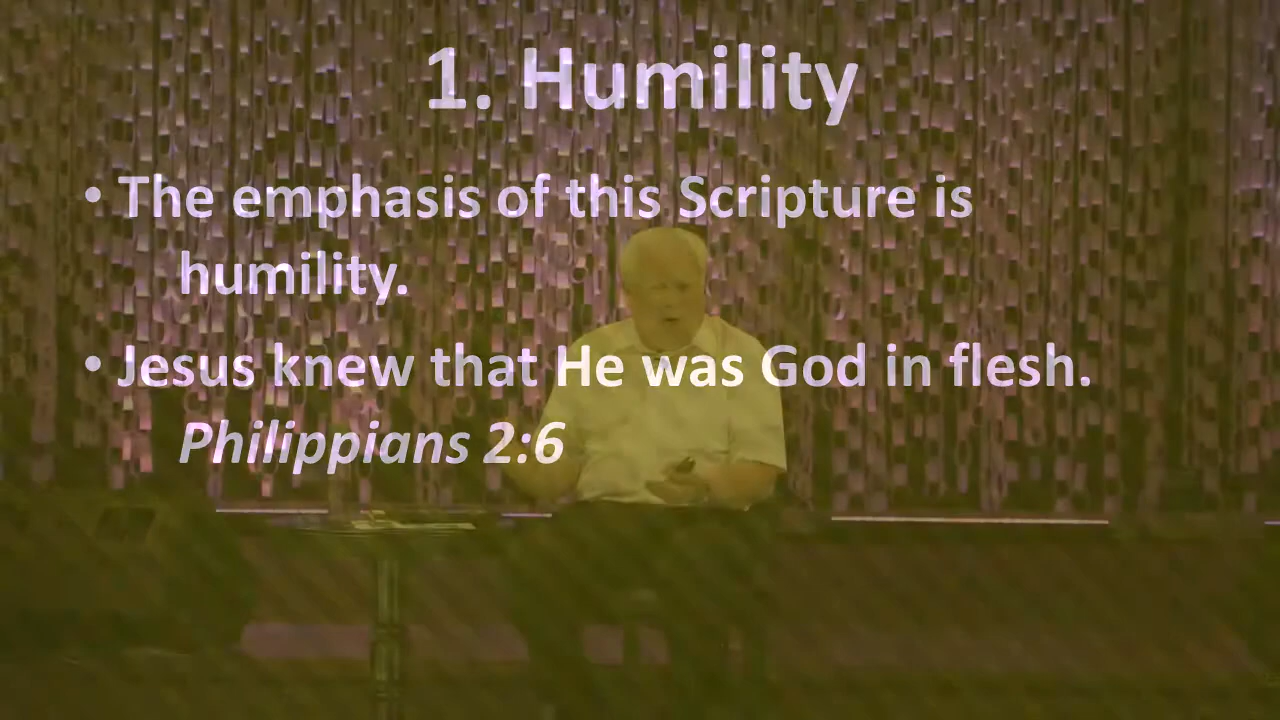 1. Humility
• The emphasis of this Scripture is
humility.
• Jesus knew that He was God in flesh.
Philippians 2:6